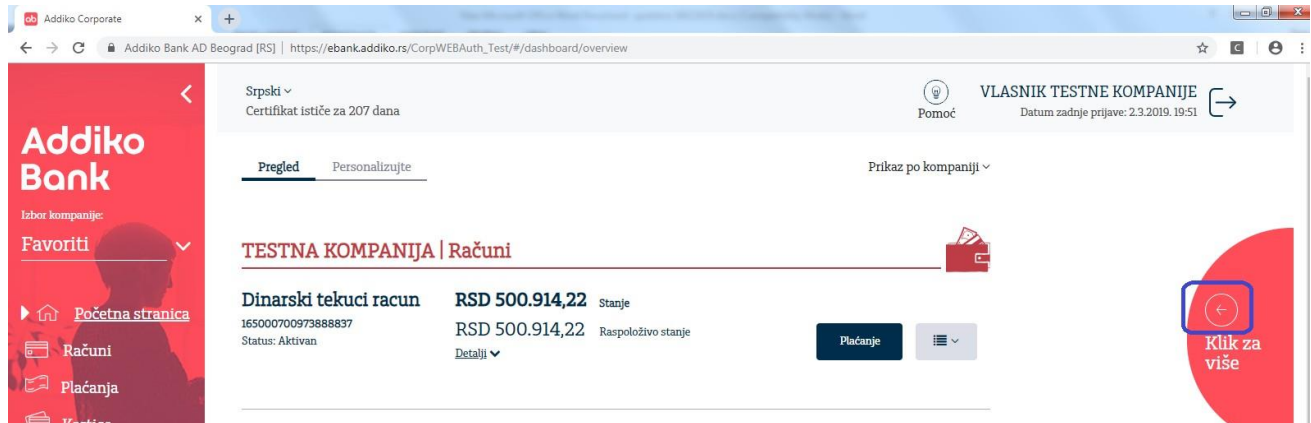 Addiko Corporate
Addiko Bank AD Beograd [RS] | https://ebank.addiko.rs/CorpWEBAuth_Test/#/dashboard/overview
Addiko
Bank
Izbor kompanije:
Favoriti
Početna stranica
Računi
Plaćanja
Srpski
Certifikat ističe za 207 dana
Pomoć
VLASNIK TESTNE KOMPANIJE
Datum zadnje prijave: 2.3.2019. 19:51
Pregled Personalizujte
Prikaz po kompaniji
TESTNA KOMPANIJA | Računi
Dinarski tekuci racun
165000700973888837
Status: Aktivan
RSD 500.914,22 Stanje
RSD 500.914,22 Raspoloživo stanje
Detalji
Plaćanje
Klik za
više